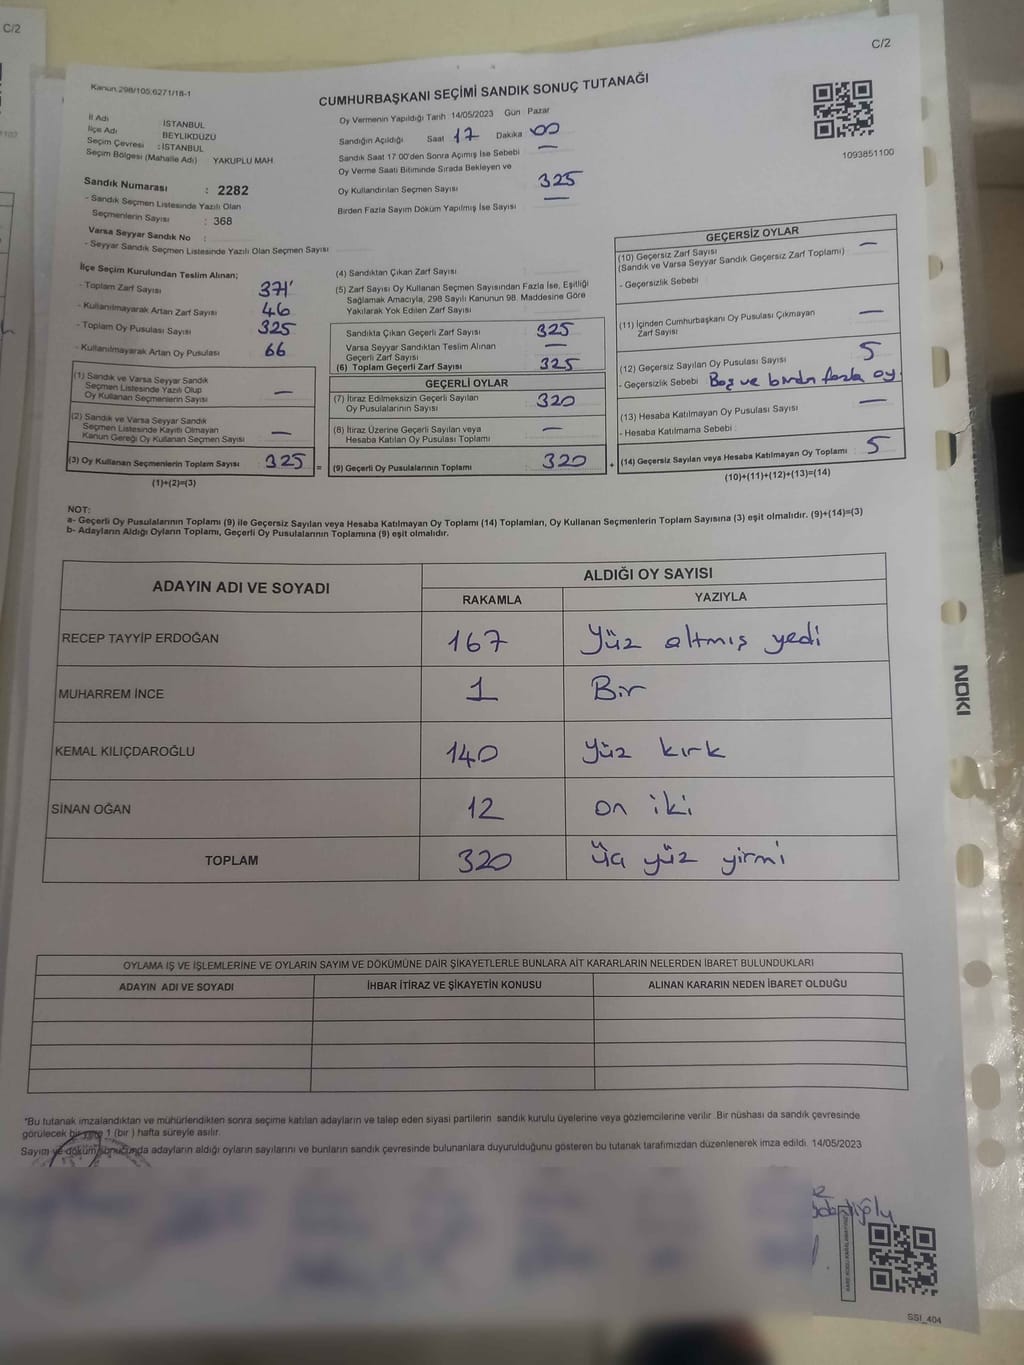 C/2
C/2
Kanun 298/105;6271/18-1
CUMHURBAŞKANI SEÇİMİ SANDIK SONUÇ TUTANAĞI
İl Adı : İSTANBUL
İlçe Adı BEYLİKDÜZÜ
Seçim Çevresi : İSTANBUL
Seçim Bölgesi (Mahalle Adı) YAKUPLU MAH.
Sandık Numarası : 2282
- Sandık Seçmen Listesinde Yazılı Olan
Seçmenlerin Sayısı : 368
Varsa Seyyar Sandık No :
- Seyyar Sandık Seçmen Listesinde Yazılı Olan Seçmen Sayısı
Oy Vermenin Yapıldığı Tarih 14/05/2023 Gün Pazar
Sandığın Açıldığı Saat 17 Dakika 00
Sandık Saat 17 00'den Sonra Açımış İse Sebebi —
Oy Verme Saati Bitiminde Sırada Bekleyen ve
Oy Kullandırılan Seçmen Sayısı 325
Birden Fazla Sayım Döküm Yapılmış İse Sayısı —
1093851100
İlçe Seçim Kurulundan Teslim Alınan;
- Toplam Zarf Sayısı 371
- Kullanılmayarak Artan Zarf Sayısı 46
- Toplam Oy Pusulası Sayısı 325
- Kullanılmayarak Artan Oy Pusulası 66
(1) Sandık ve Varsa Seyyar Sandık
Seçmen Listesinde Yazılı Olup
Oy Kullanan Seçmenlerin Sayısı —
(2) Sandık ve Varsa Seyyar Sandık
Seçmen Listesinde Kayıtlı Olmayan
Kanun Gereği Oy Kullanan Seçmen Sayısı —
(3) Oy Kullanan Seçmenlerin Toplam Sayısı 325 =
(1)+(2)=(3)
(4) Sandıktan Çıkan Zarf Sayısı
(5) Zarf Sayısı Oy Kullanan Seçmen Sayısından Fazla İse, Eşitliği
Sağlamak Amacıyla, 298 Sayılı Kanunun 98. Maddesine Göre
Yakılarak Yok Edilen Zarf Sayısı
Sandıkta Çıkan Geçerli Zarf Sayısı 325
Varsa Seyyar Sandıktan Teslim Alınan
Geçerli Zarf Sayısı —
(6) Toplam Geçerli Zarf Sayısı 325
GEÇERLİ OYLAR
(7) İtiraz Edilmeksizin Geçerli Sayılan
Oy Pusulalarının Sayısı 320
(8) İtiraz Üzerine Geçerli Sayılan veya
Hesaba Katılan Oy Pusulası Toplamı —
(9) Geçerli Oy Pusulalarının Toplamı 320 +
GEÇERSİZ OYLAR
(10) Geçersiz Zarf Sayısı —
(Sandık ve Varsa Seyyar Sandık Geçersiz Zarf Toplamı)
- Geçersizlik Sebebi
(11) İçinden Cumhurbaşkanı Oy Pusulası Çıkmayan
Zarf Sayısı —
(12) Geçersiz Sayılan Oy Pusulası Sayısı 5
- Geçersizlik Sebebi Boş ve birden fazla oy
(13) Hesaba Katılmayan Oy Pusulası Sayısı —
- Hesaba Katılmama Sebebi :
(14) Geçersiz Sayılan veya Hesaba Katılmayan Oy Toplamı 5
(10)+(11)+(12)+(13)=(14)
NOT:
a- Geçerli Oy Pusulalarının Toplamı (9) ile Geçersiz Sayılan veya Hesaba Katılmayan Oy Toplamı (14) Toplamları, Oy Kullanan Seçmenlerin Toplam Sayısına (3) eşit olmalıdır. (9)+(14)=(3)
b- Adayların Aldığı Oyların Toplamı, Geçerli Oy Pusulalarının Toplamına (9) eşit olmalıdır.
ADAYIN ADI VE SOYADI ALDIĞI OY SAYISI
RAKAMLA YAZIYLA
RECEP TAYYİP ERDOĞAN 167 Yüz altmış yedi
MUHARREM İNCE 1 Bir
KEMAL KILIÇDAROĞLU 140 Yüz kırk
SİNAN OĞAN 12 on iki
TOPLAM 320 üç yüz yirmi
OYLAMA İŞ VE İŞLEMLERİNE VE OYLARIN SAYIM VE DÖKÜMÜNE DAİR ŞİKAYETLERLE BUNLARA AİT KARARLARIN NELERDEN İBARET BULUNDUKLARI
ADAYIN ADI VE SOYADI İHBAR İTİRAZ VE ŞİKAYETİN KONUSU ALINAN KARARIN NEDEN İBARET OLDUĞU
*Bu tutanak imzalandıktan ve mühürlendikten sonra seçime katılan adayların ve talep eden siyasi partilerin sandık kurulu üyelerine veya gözlemcilerine verilir. Bir nüshası da sandık çevresinde
görülecek bir yere 1 (bir ) hafta süreyle asılır.
Sayım ve döküm sonucunda adayların aldığı oyların sayılarını ve bunların sandık çevresinde bulunanlara duyurulduğunu gösteren bu tutanak tarafımızdan düzenlenerek imza edildi. 14/05/2023
SSI_404
NOKI